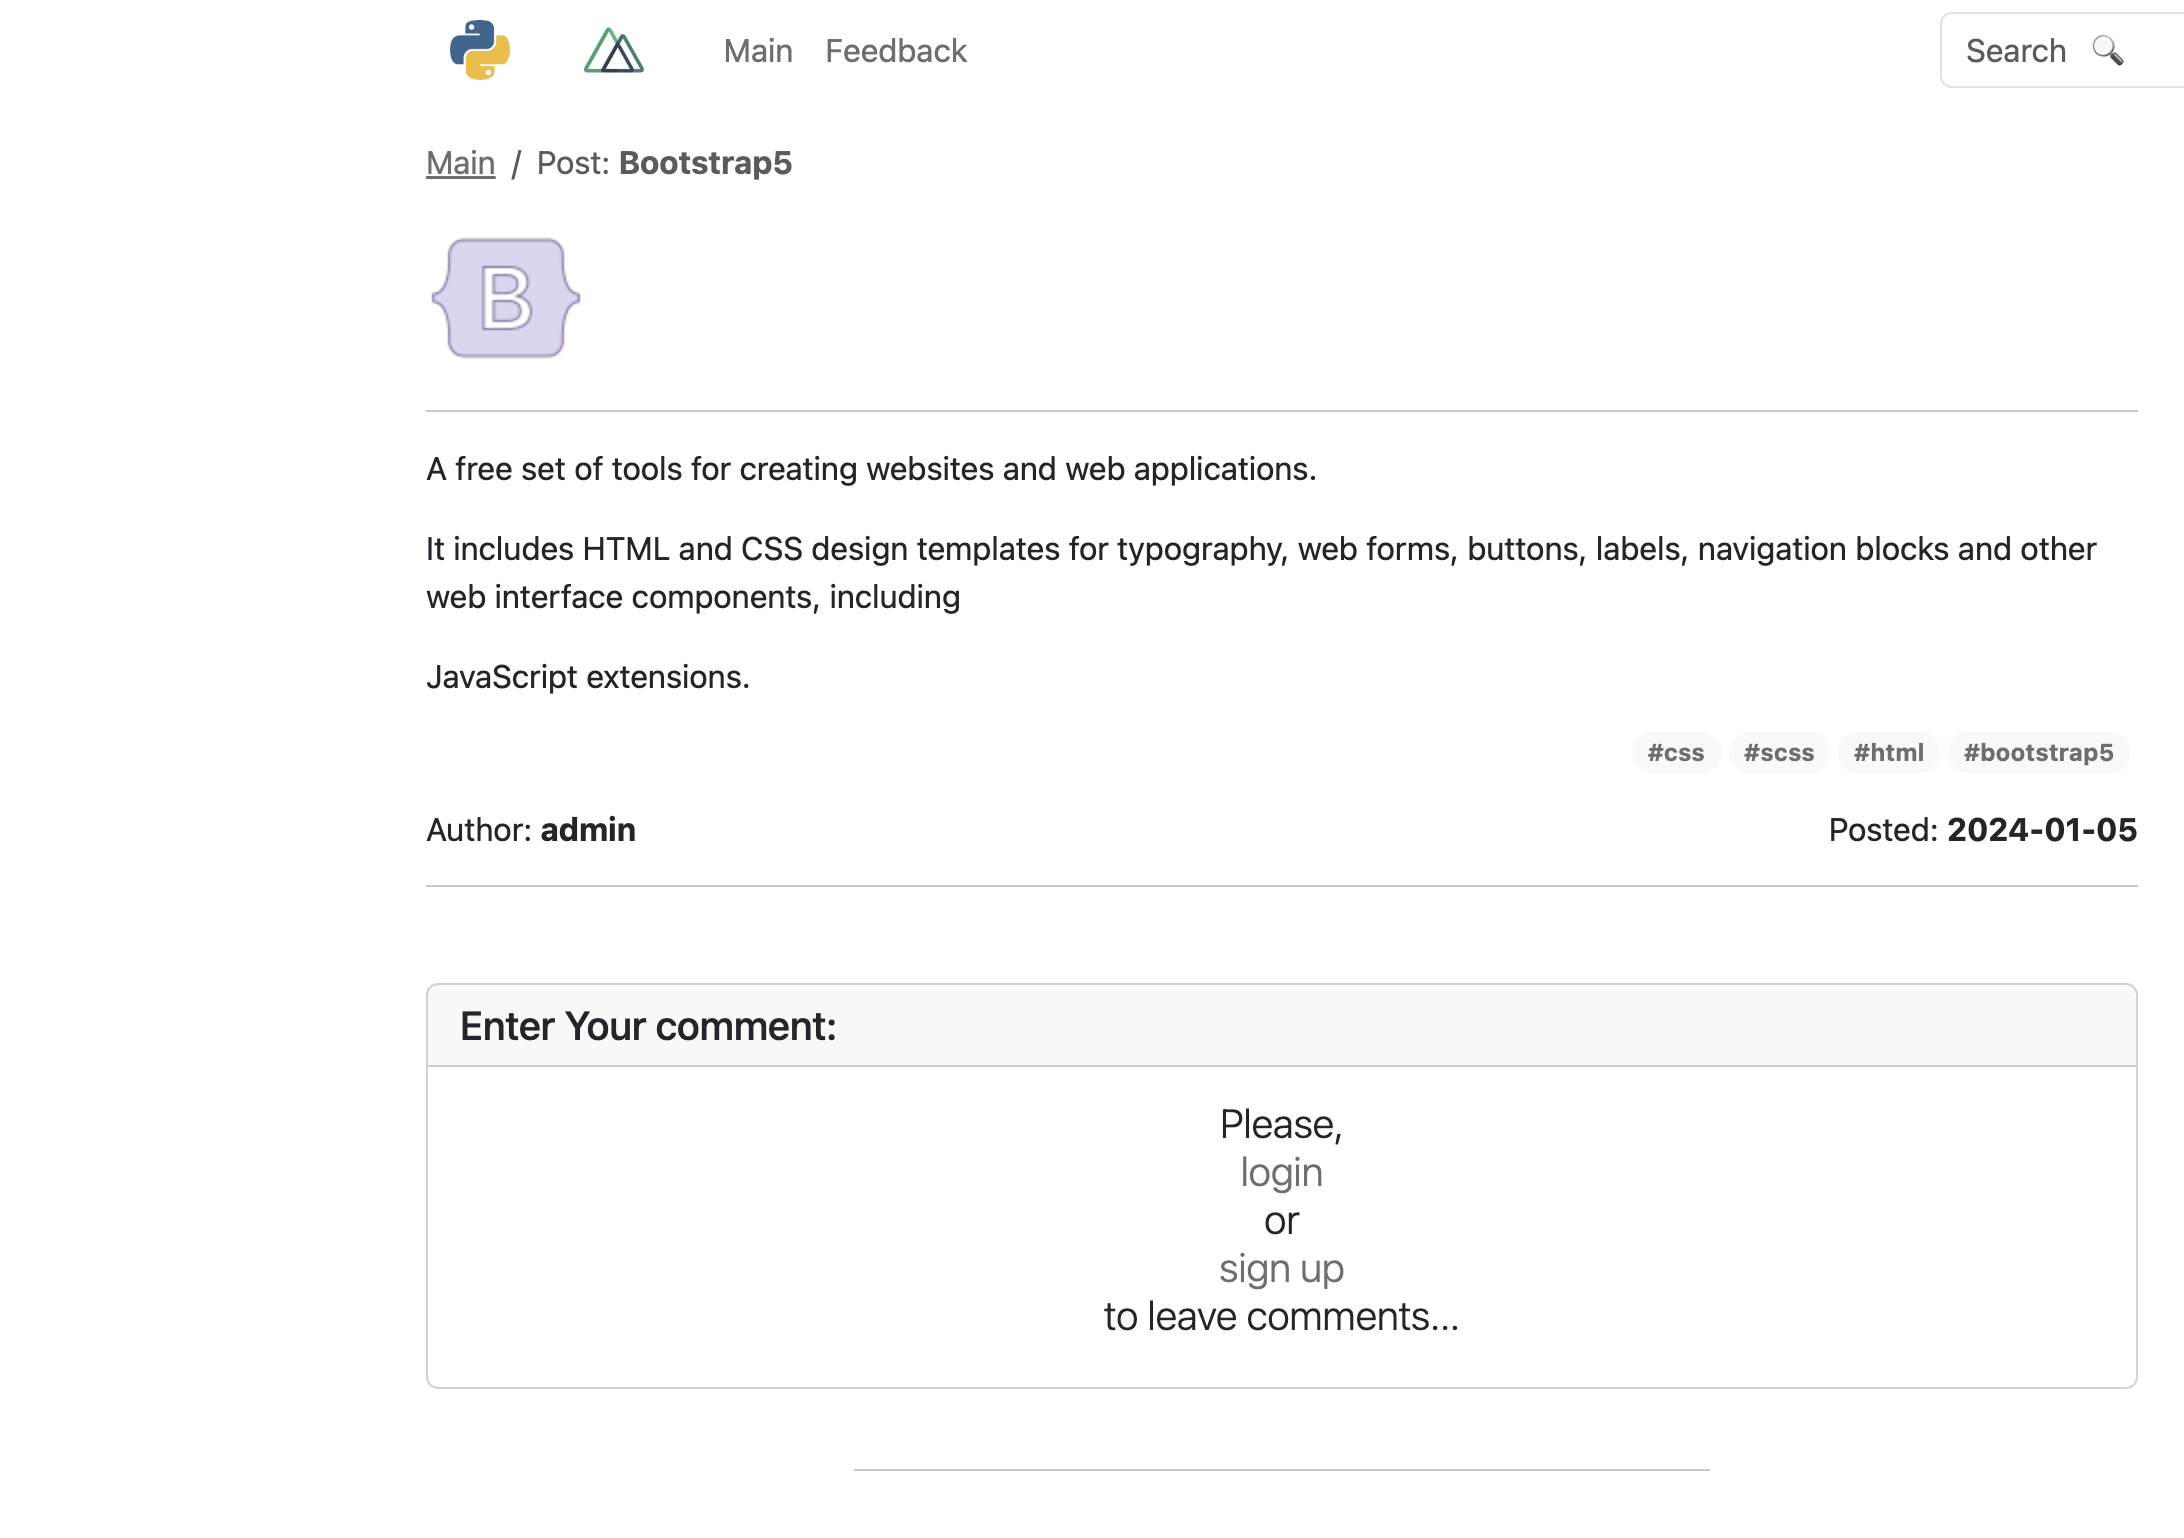 Main Feedback Search
Main / Post: Bootstrap5
B
A free set of tools for creating websites and web applications.
It includes HTML and CSS design templates for typography, web forms, buttons, labels, navigation blocks and other
web interface components, including
JavaScript extensions.
#css #scss #html #bootstrap5
Author: admin Posted: 2024-01-05
Enter Your comment:
Please,
login
or
sign up
to leave comments...